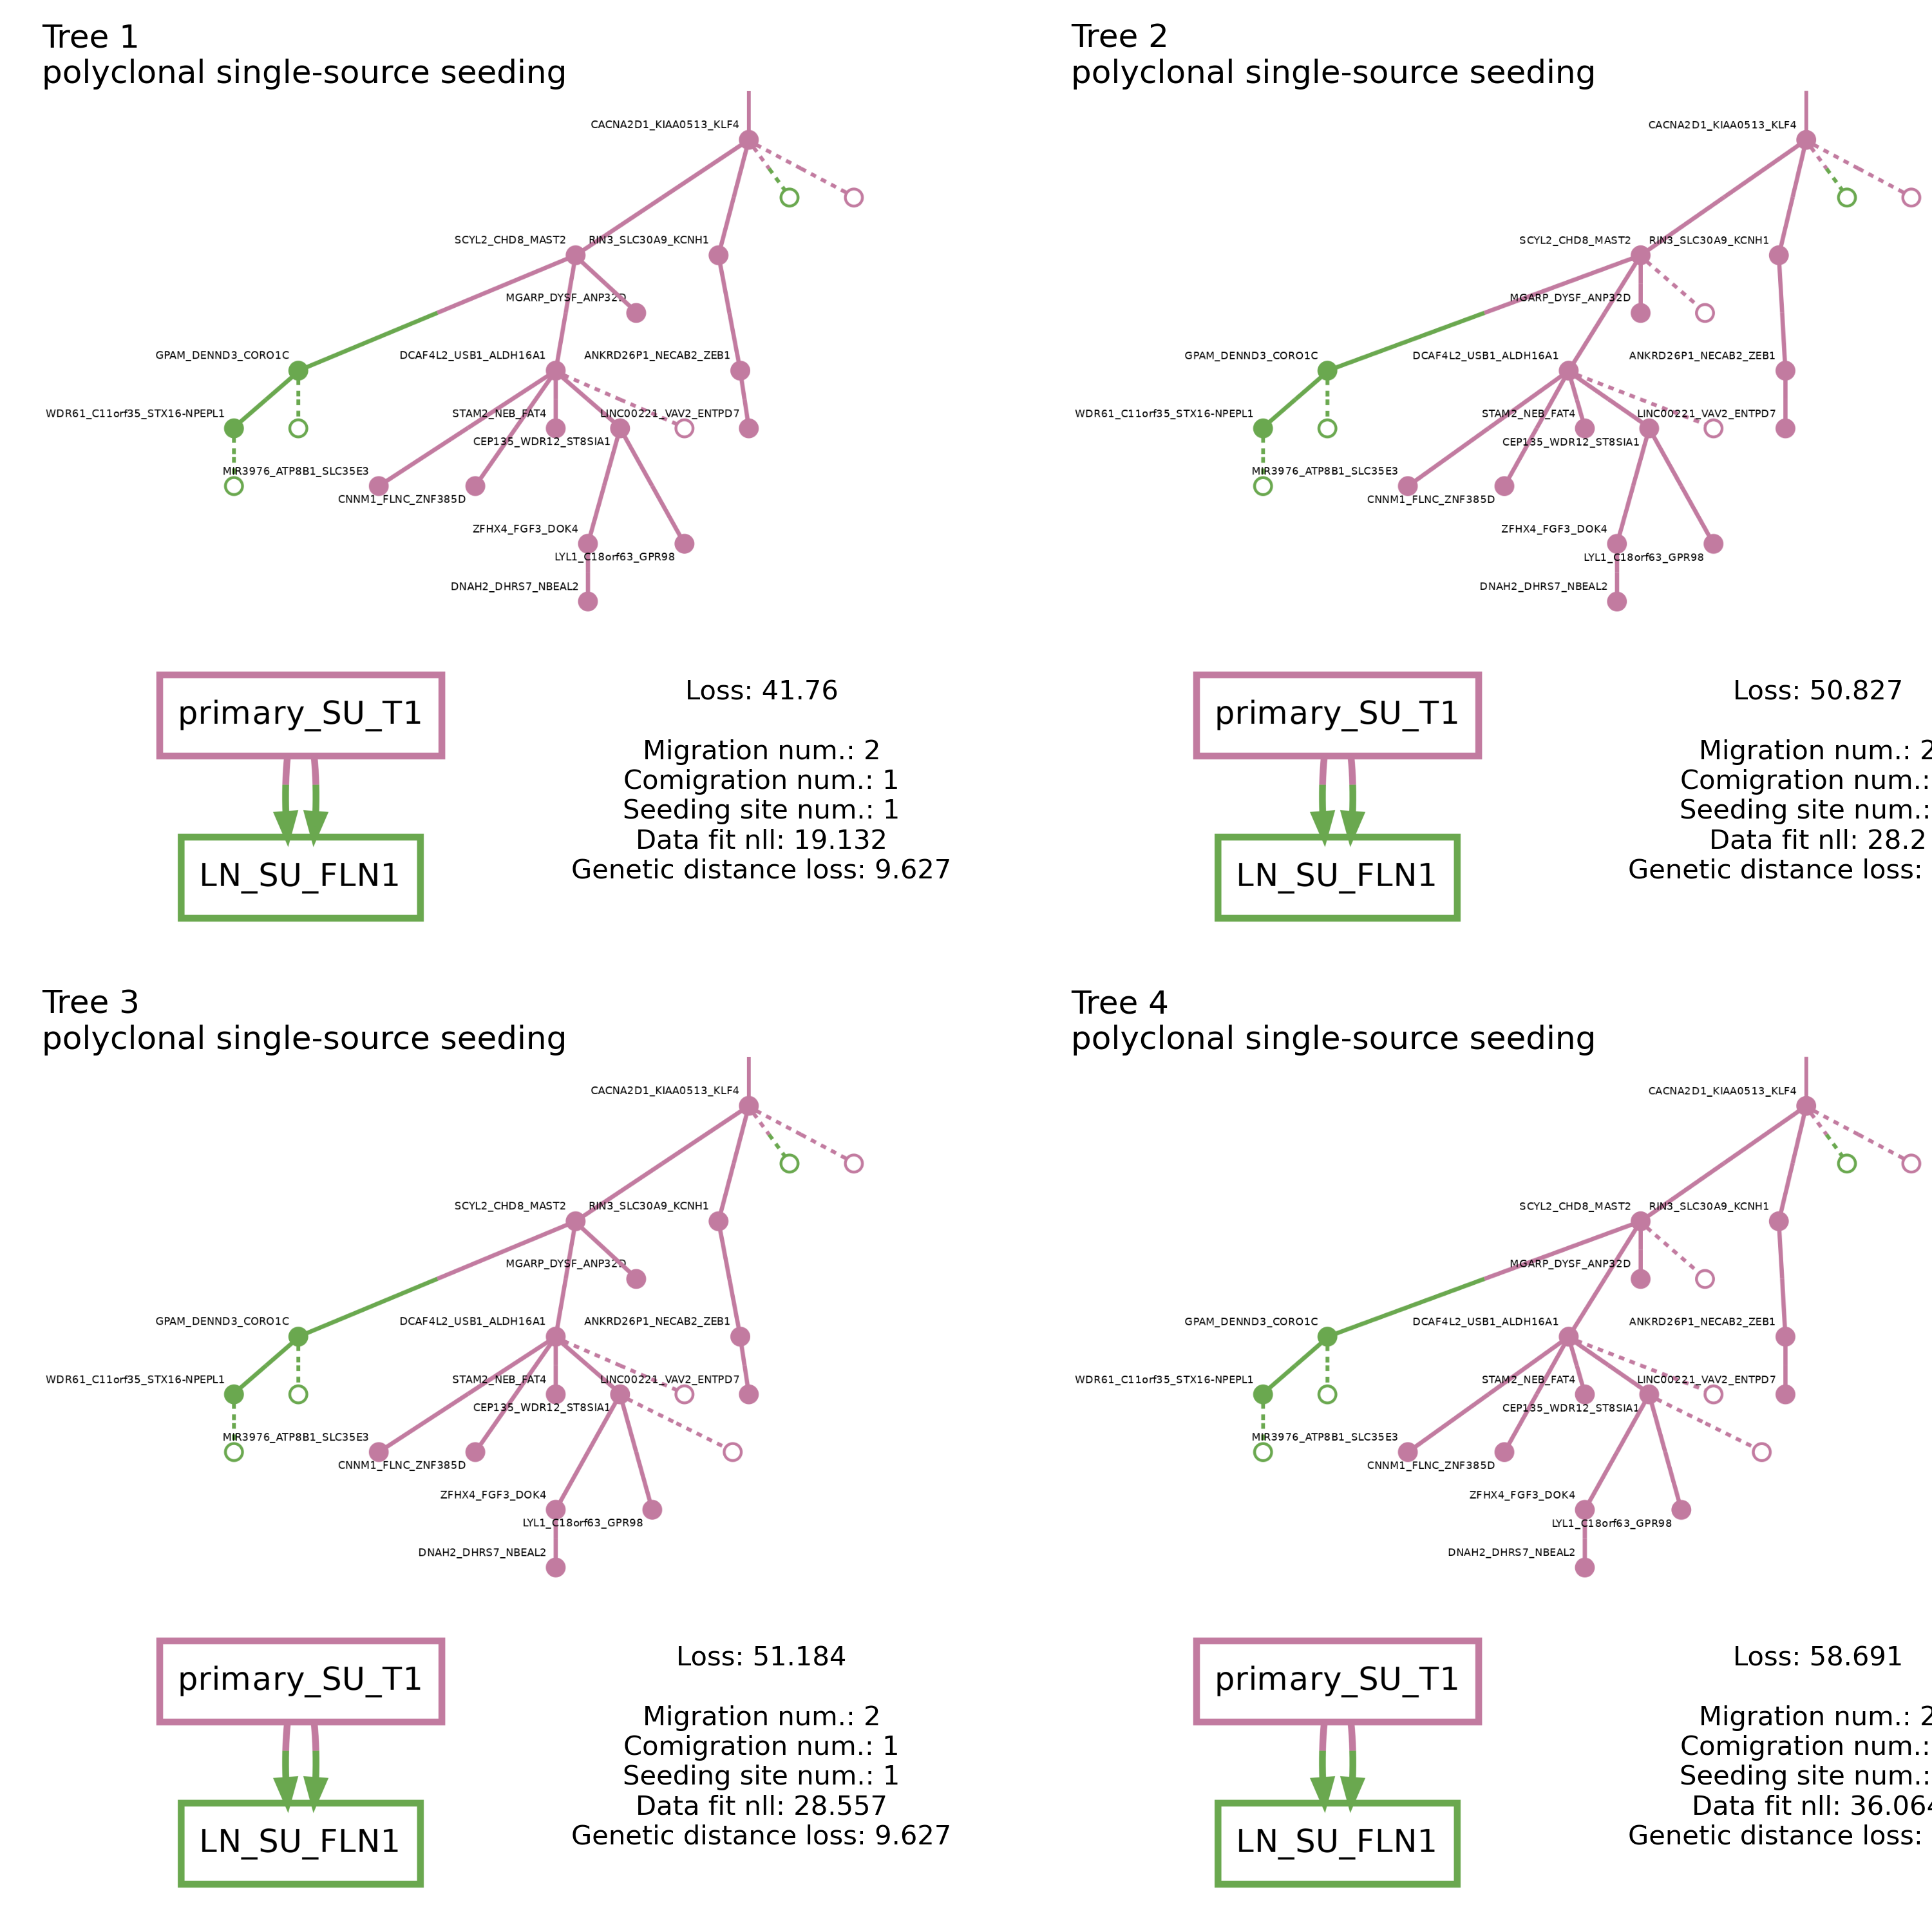 Tree 1
polyclonal single-source seeding
CACNA2D1_KIAA0513_KLF4
SCYL2_CHD8_MAST2
RIN3_SLC30A9_KCNH1
MGARP_DYSF_ANP32D
GPAM_DENND3_CORO1C
DCAF4L2_USB1_ALDH16A1
ANKRD26P1_NECAB2_ZEB1
WDR61_C11orf35_STX16-NPEPL1
STAM2_NEB_FAT4
LINC00221_VAV2_ENTPD7
CEP135_WDR12_ST8SIA1
MIR3976_ATP8B1_SLC35E3
CNNM1_FLNC_ZNF385D
ZFHX4_FGF3_DOK4
LYL1_C18orf63_GPR98
DNAH2_DHRS7_NBEAL2
primary_SU_T1
LN_SU_FLN1
Loss: 41.76
Migration num.: 2
Comigration num.: 1
Seeding site num.: 1
Data fit nll: 19.132
Genetic distance loss: 9.627
Tree 2
polyclonal single-source seeding
CACNA2D1_KIAA0513_KLF4
SCYL2_CHD8_MAST2
RIN3_SLC30A9_KCNH1
MGARP_DYSF_ANP32D
GPAM_DENND3_CORO1C
DCAF4L2_USB1_ALDH16A1
ANKRD26P1_NECAB2_ZEB1
WDR61_C11orf35_STX16-NPEPL1
STAM2_NEB_FAT4
LINC00221_VAV2_ENTPD7
CEP135_WDR12_ST8SIA1
MIR3976_ATP8B1_SLC35E3
CNNM1_FLNC_ZNF385D
ZFHX4_FGF3_DOK4
LYL1_C18orf63_GPR98
DNAH2_DHRS7_NBEAL2
primary_SU_T1
LN_SU_FLN1
Loss: 50.827
Migration num.: 2
Comigration num.:
Seeding site num.:
Data fit nll: 28.2
Genetic distance loss:
Tree 3
polyclonal single-source seeding
CACNA2D1_KIAA0513_KLF4
SCYL2_CHD8_MAST2
RIN3_SLC30A9_KCNH1
MGARP_DYSF_ANP32D
GPAM_DENND3_CORO1C
DCAF4L2_USB1_ALDH16A1
ANKRD26P1_NECAB2_ZEB1
WDR61_C11orf35_STX16-NPEPL1
STAM2_NEB_FAT4
LINC00221_VAV2_ENTPD7
CEP135_WDR12_ST8SIA1
MIR3976_ATP8B1_SLC35E3
CNNM1_FLNC_ZNF385D
ZFHX4_FGF3_DOK4
LYL1_C18orf63_GPR98
DNAH2_DHRS7_NBEAL2
primary_SU_T1
LN_SU_FLN1
Loss: 51.184
Migration num.: 2
Comigration num.: 1
Seeding site num.: 1
Data fit nll: 28.557
Genetic distance loss: 9.627
Tree 4
polyclonal single-source seeding
CACNA2D1_KIAA0513_KLF4
SCYL2_CHD8_MAST2
RIN3_SLC30A9_KCNH1
MGARP_DYSF_ANP32D
GPAM_DENND3_CORO1C
DCAF4L2_USB1_ALDH16A1
ANKRD26P1_NECAB2_ZEB1
WDR61_C11orf35_STX16-NPEPL1
STAM2_NEB_FAT4
LINC00221_VAV2_ENTPD7
CEP135_WDR12_ST8SIA1
MIR3976_ATP8B1_SLC35E3
CNNM1_FLNC_ZNF385D
ZFHX4_FGF3_DOK4
LYL1_C18orf63_GPR98
DNAH2_DHRS7_NBEAL2
primary_SU_T1
LN_SU_FLN1
Loss: 58.691
Migration num.: 2
Comigration num.:
Seeding site num.:
Data fit nll: 36.064
Genetic distance loss: